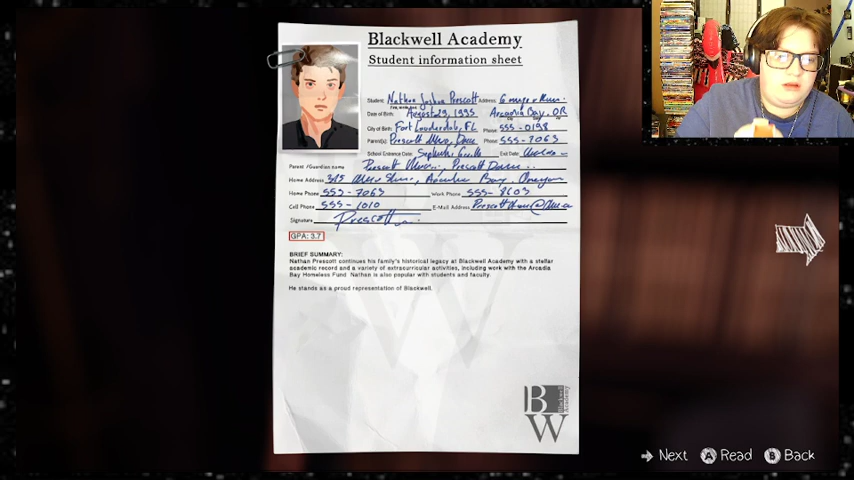 Blackwell Academy
Student information sheet
Student: Nathan Joshua Prescott Address:
Date of Birth: August 29, 1995 Arcadia Bay, OR
City of Birth: Fort Lauderdale, FL Phone 555-0198
Parent(s): Prescott Phone 555-7063
School Entrance Date: Exit Date
Parent /Guardian name Prescott, Prescott
Home Address Arcadia Bay, Oregon
Home Phone 555-7063 Work Phone 555-8603
Cell Phone 555-1010 E-Mail Address
Signature Prescott
GPA: 3.7
BRIEF SUMMARY:
Nathan Prescott continues his family's historical legacy at Blackwell Academy with a stellar
academic record and a variety of extracurricular activities, including work with the Arcadia
Bay Homeless Fund. Nathan is also popular with students and faculty.
He stands as a proud representation of Blackwell.
B
Blackwell
Academy
W
Next A Read B Back